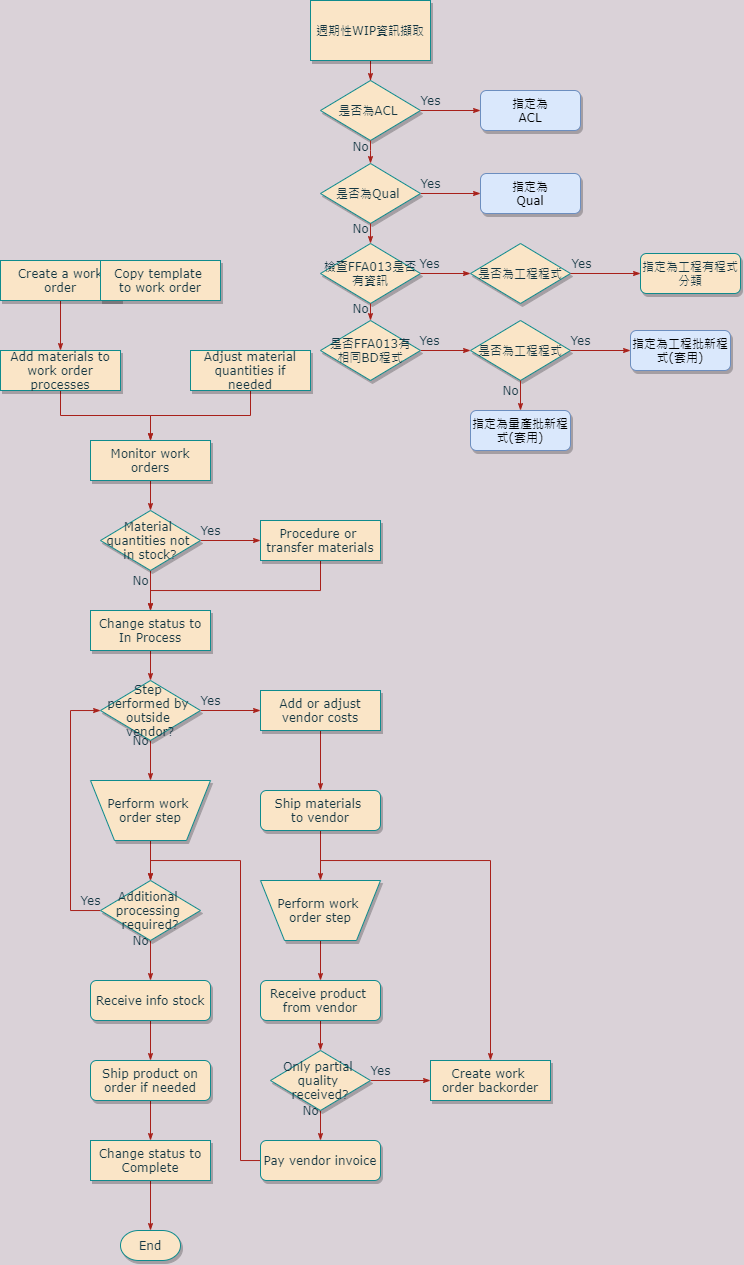 週期性WIP資訊擷取
是否為ACL
Yes
指定為
ACL
No
是否為Qual
Yes
指定為
Qual
No
檢查FFA013是否
有資訊
Yes
是否為工程程式
Yes
指定為工程有程式
分類
No
是否FFA013有
相同BD程式
Yes
是否為工程程式
Yes
指定為工程批新程
式(套用)
No
指定為量產批新程
式(套用)
Create a work
order
Copy template
to work order
Add materials to
work order
processes
Adjust material
quantities if
needed
Monitor work
orders
Material
quantities not
in stock?
Yes
Procedure or
transfer materials
No
Change status to
In Process
Step
performed by
outside
vendor?
Yes
Add or adjust
vendor costs
No
Perform work
order step
Ship materials
to vendor
Yes
Additional
processing
required?
Perform work
order step
No
Receive info stock
Receive product
from vendor
Ship product on
order if needed
Only partial
quality
received?
Yes
Create work
order backorder
No
Change status to
Complete
Pay vendor invoice
End